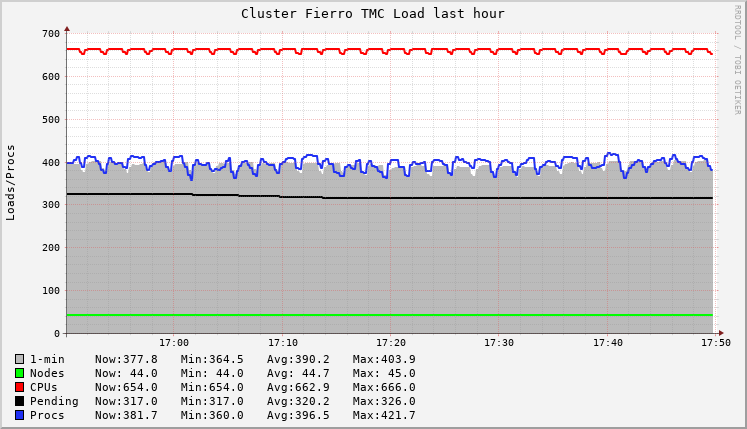 Cluster Fierro TMC Load last hour
RRDTOOL / TOBI OETIKER
Loads/Procs
700
600
500
400
300
200
100
0
17:00 17:10 17:20 17:30 17:40 17:50
1-min Now:377.8 Min:364.5 Avg:390.2 Max:403.9
Nodes Now: 44.0 Min: 44.0 Avg: 44.7 Max: 45.0
CPUs Now:654.0 Min:654.0 Avg:662.9 Max:666.0
Pending Now:317.0 Min:317.0 Avg:320.2 Max:326.0
Procs Now:381.7 Min:360.0 Avg:396.5 Max:421.7